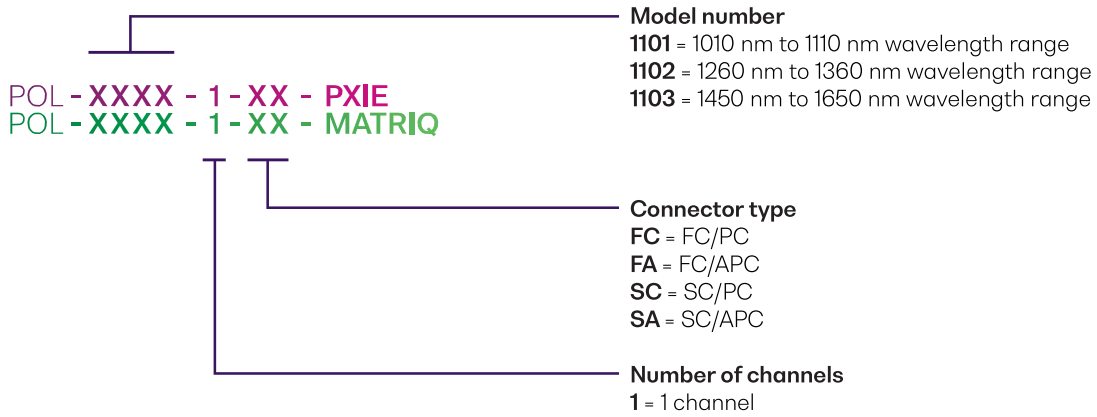 Model number
1101 = 1010 nm to 1110 nm wavelength range
1102 = 1260 nm to 1360 nm wavelength range
1103 = 1450 nm to 1650 nm wavelength range
POL - XXXX - 1 - XX - PXIE
POL - XXXX - 1 - XX - MATRIQ
Connector type
FC = FC/PC
FA = FC/APC
SC = SC/PC
SA = SC/APC
Number of channels
1 = 1 channel